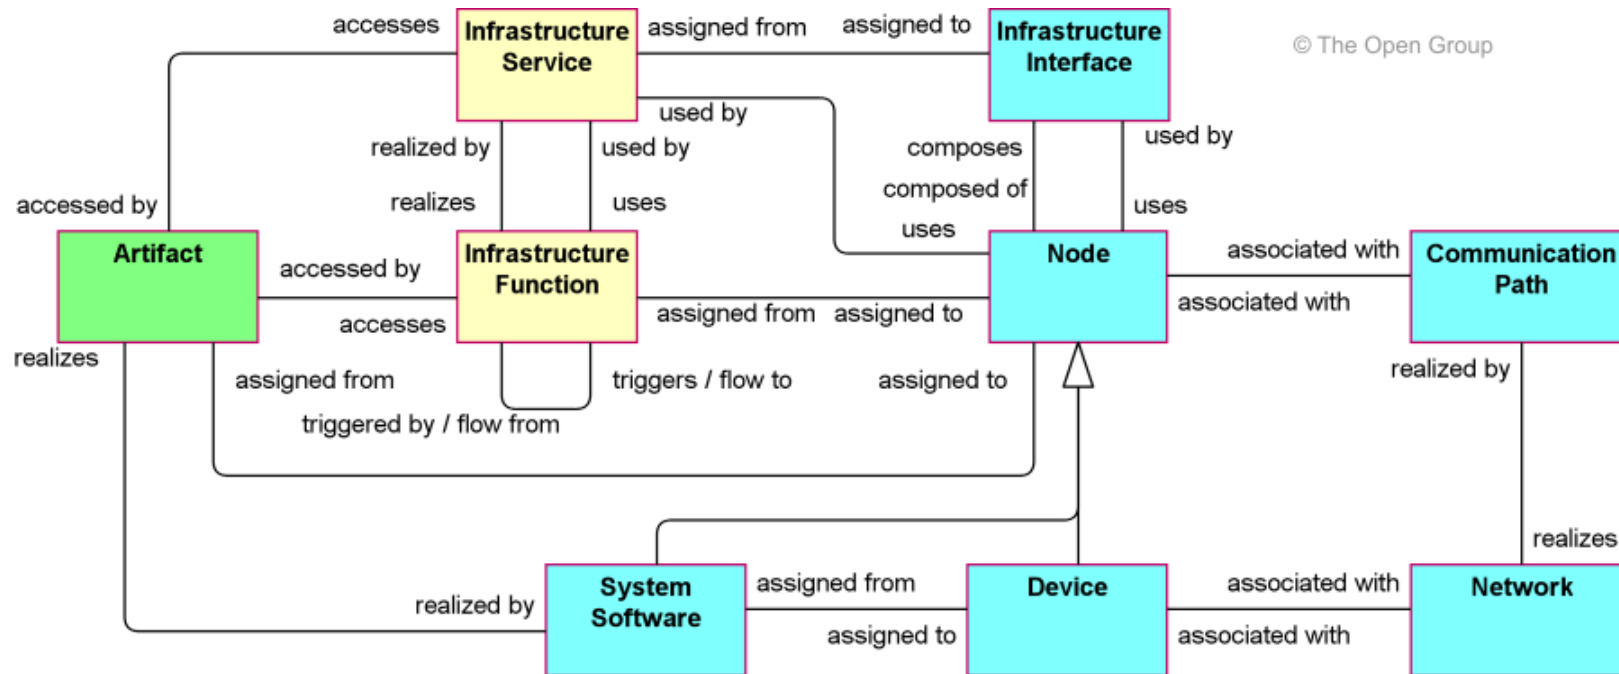 accesses
Infrastructure
Service
assigned from
assigned to
Infrastructure
Interface
© The Open Group
used by
realized by
used by
composes
used by
composed of
accessed by
realizes
uses
uses
uses
Artifact
accessed by
Infrastructure
Function
Node
associated with
Communication
Path
accesses
assigned from
assigned to
associated with
realizes
assigned from
triggers / flow to
assigned to
realized by
triggered by / flow from
realizes
realized by
System
Software
assigned from
assigned to
Device
associated with
associated with
Network